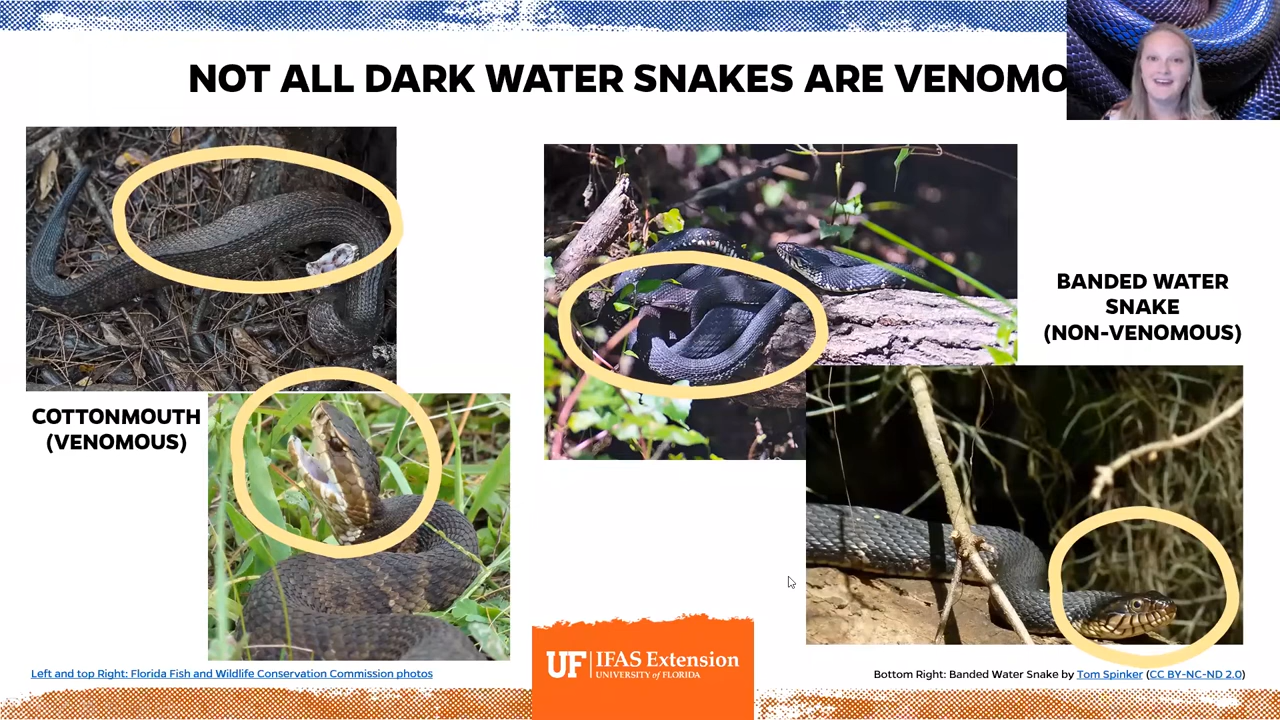 NOT ALL DARK WATER SNAKES ARE VENOMO
BANDED WATER
SNAKE
(NON-VENOMOUS)
COTTONMOUTH
(VENOMOUS)
UF IFAS Extension
UNIVERSITY of FLORIDA
Left and top Right: Florida Fish and Wildlife Conservation Commission photos
Bottom Right: Banded Water Snake by Tom Spinker (CC BY-NC-ND 2.0)